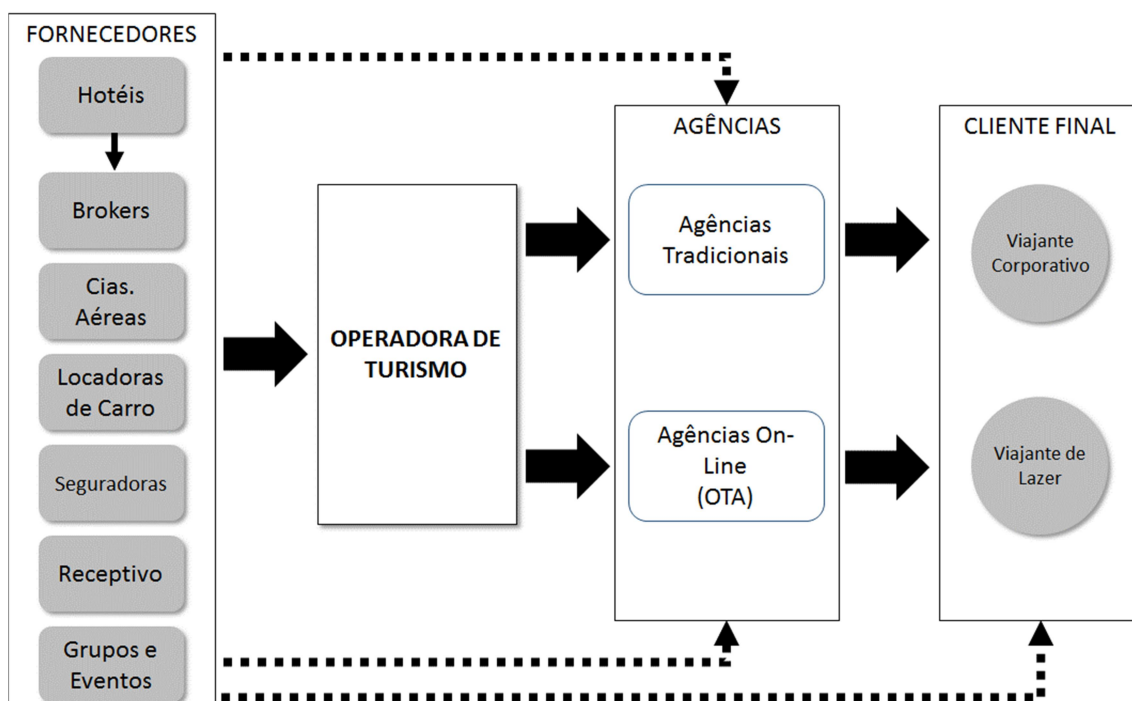 FORNECEDORES
Hotéis
Brokers
Cias.
Aéreas
Locadoras
de Carro
Seguradoras
Receptivo
Grupos e
Eventos
OPERADORA DE
TURISMO
AGÊNCIAS
Agências
Tradicionais
Agências On-
Line
(OTA)
CLIENTE FINAL
Viajante
Corporativo
Viajante de
Lazer